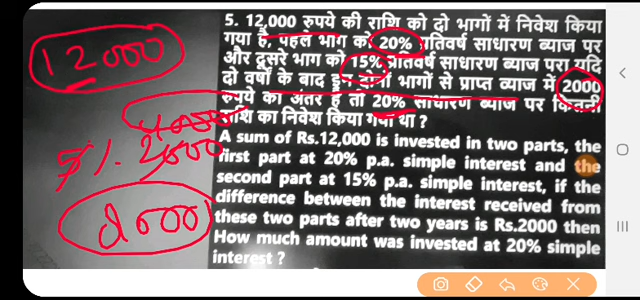 5. 12,000 रुपये की राशि को दो भागों में निवेश किया
गया है, पहले भाग को 20% प्रतिवर्ष साधारण ब्याज पर
और दूसरे भाग को 15% प्रतिवर्ष साधारण ब्याज पर। यदि
दो वर्षों के बाद इन दोनों भागों से प्राप्त ब्याज में 2000
रुपये का अंतर है तो 20% साधारण ब्याज पर कितनी
राशि का निवेश किया गया था ?
A sum of Rs.12,000 is invested in two parts, the
first part at 20% p.a. simple interest and the
second part at 15% p.a. simple interest, if the
difference between the interest received from
these two parts after two years is Rs.2000 then
How much amount was invested at 20% simple
interest ?
12000
2000